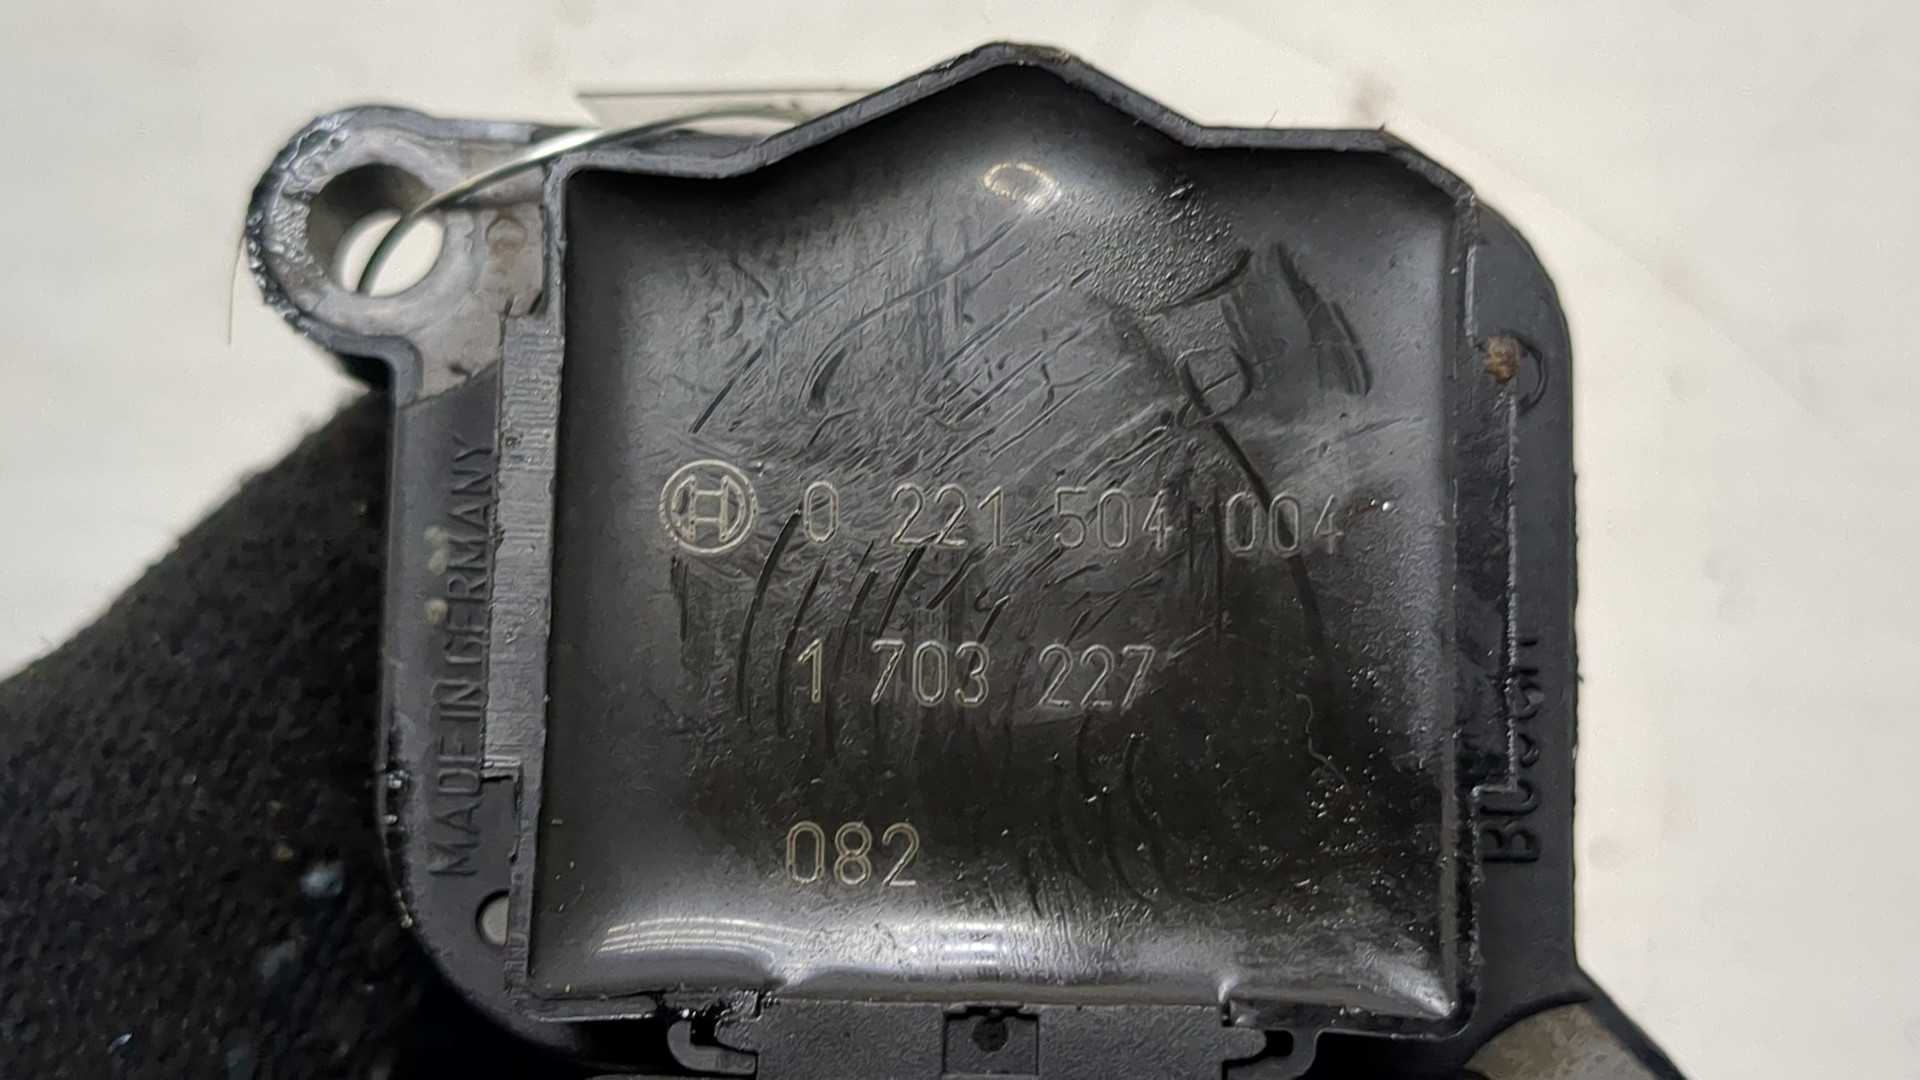 MADE IN GERMANY
0 221 504 004
1 703 227
082
BOSCH